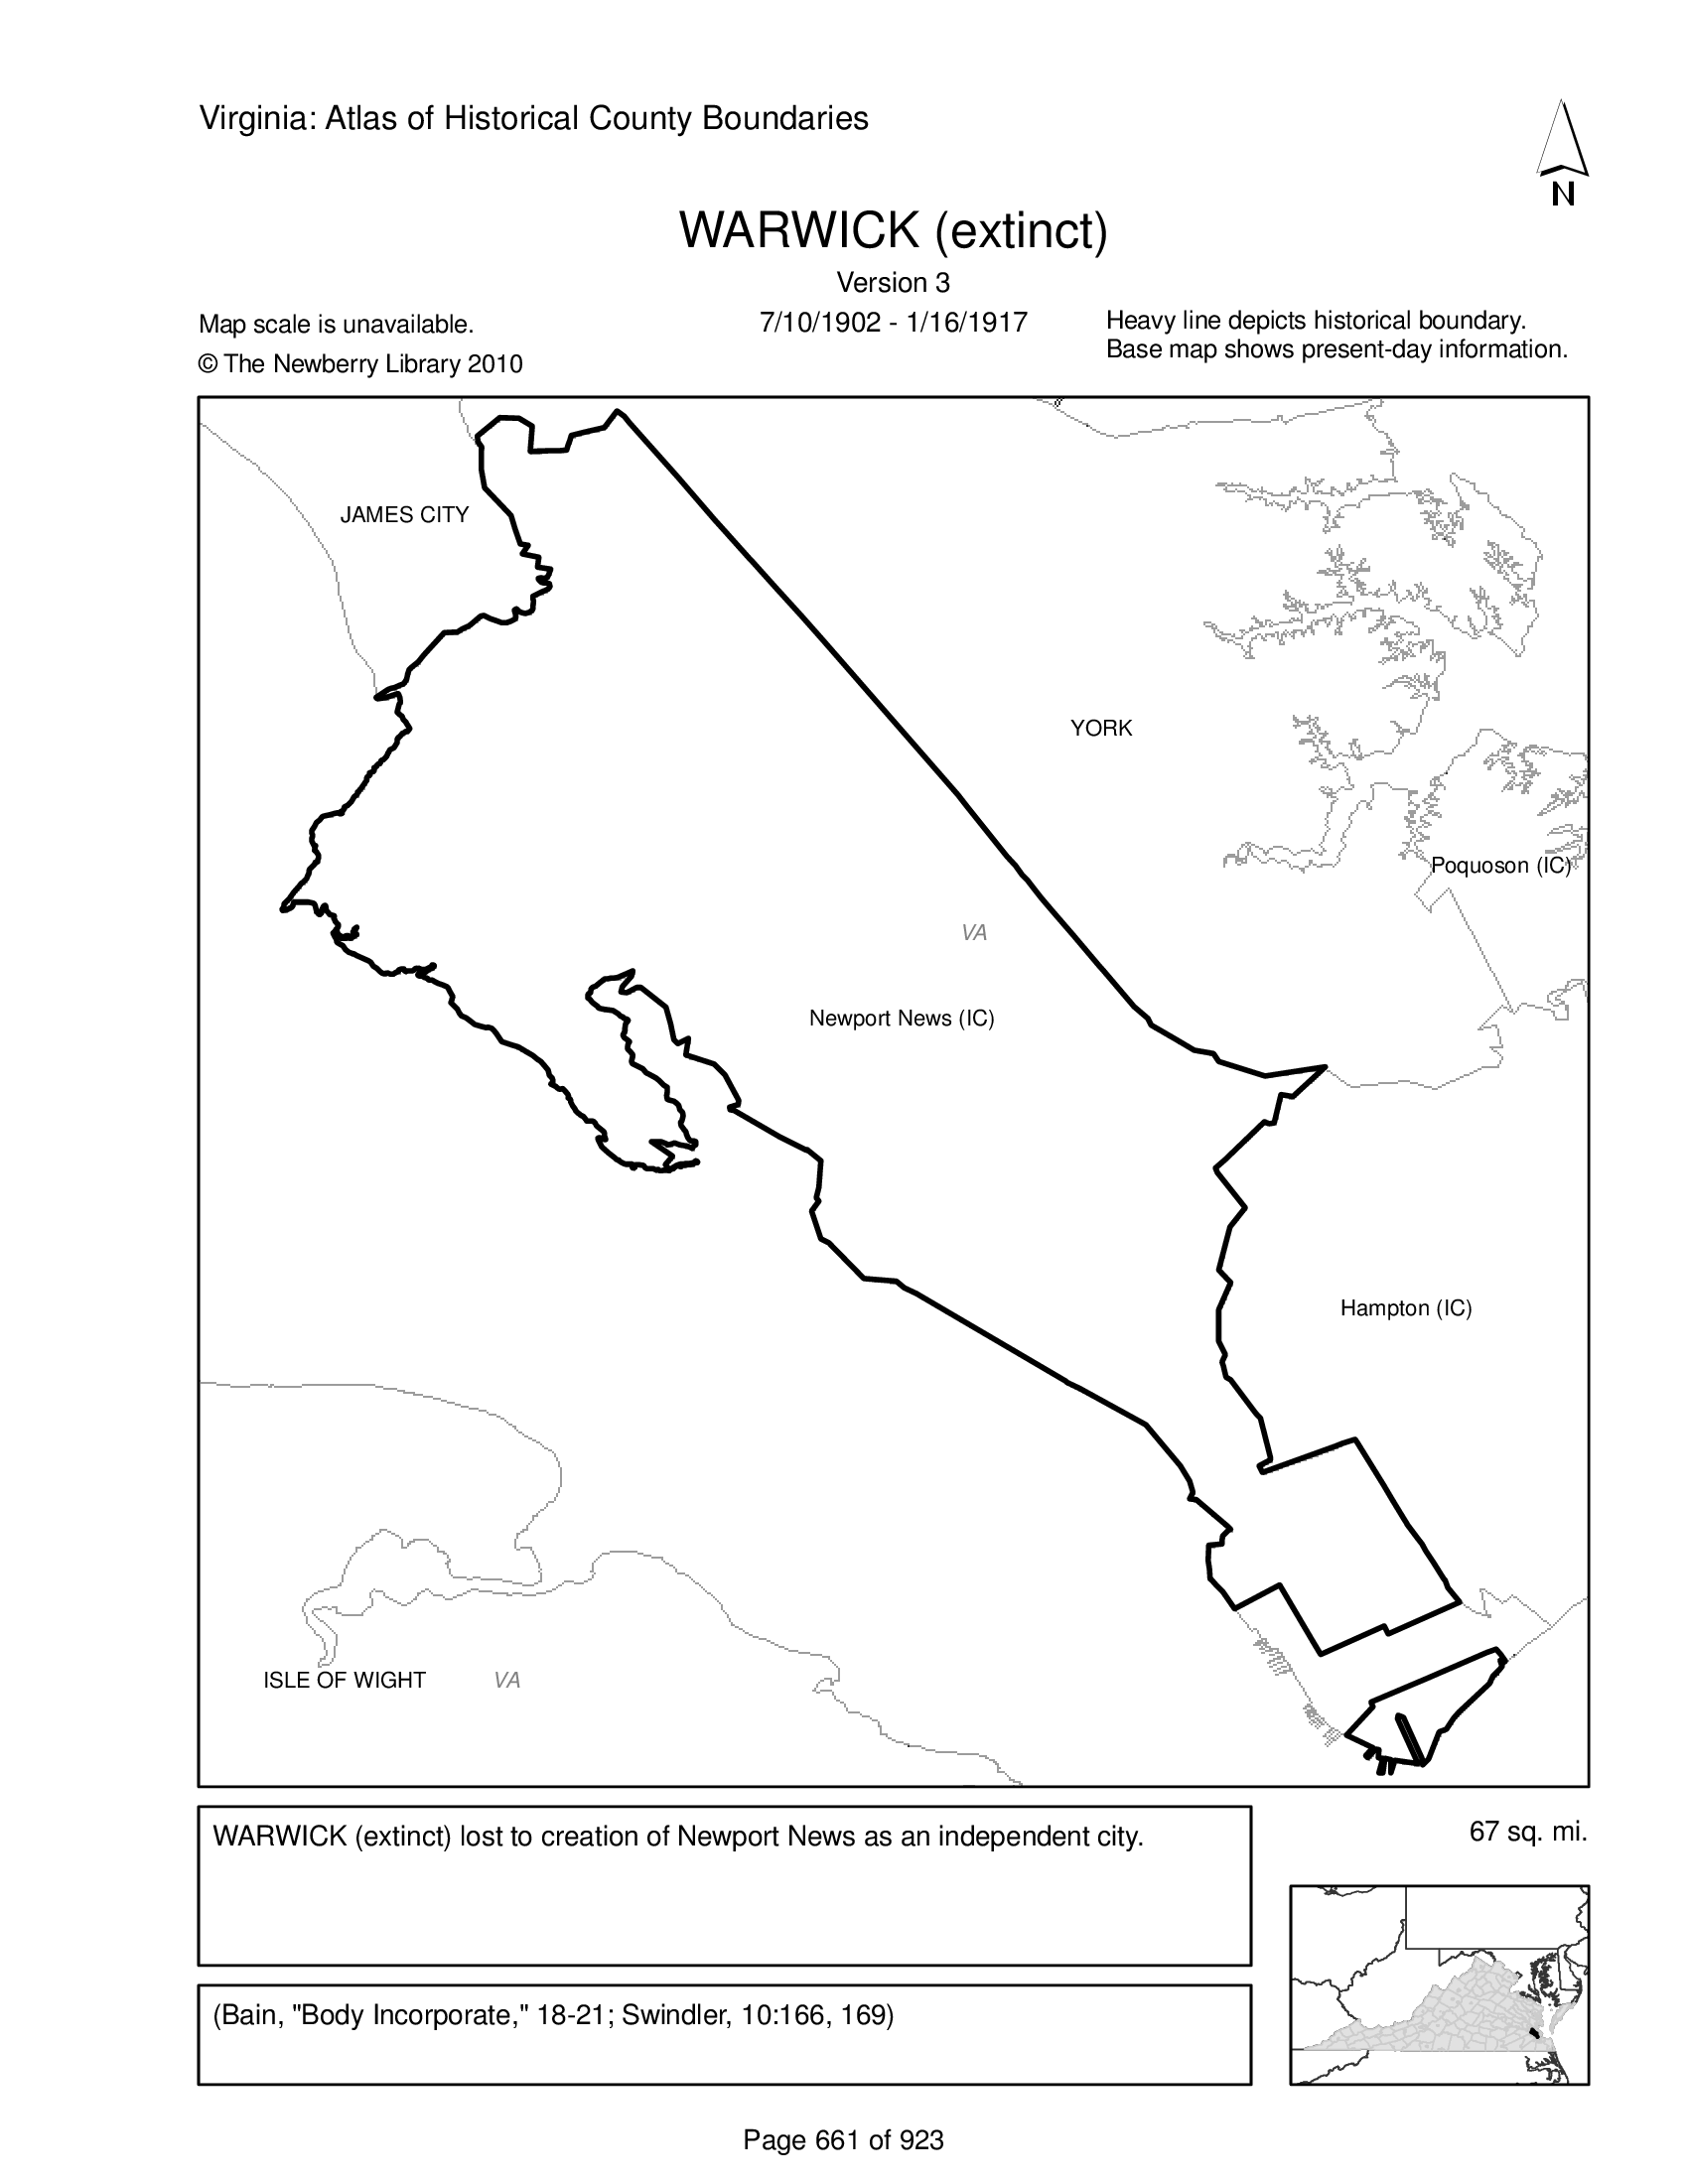 Virginia: Atlas of Historical County Boundaries
N
WARWICK (extinct)
Version 3
7/10/1902 - 1/16/1917
Map scale is unavailable.
© The Newberry Library 2010
Heavy line depicts historical boundary.
Base map shows present-day information.
JAMES CITY
YORK
Poquoson (IC)
VA
Newport News (IC)
Hampton (IC)
ISLE OF WIGHT
VA
WARWICK (extinct) lost to creation of Newport News as an independent city.
67 sq. mi.
(Bain, "Body Incorporate," 18-21; Swindler, 10:166, 169)
Page 661 of 923